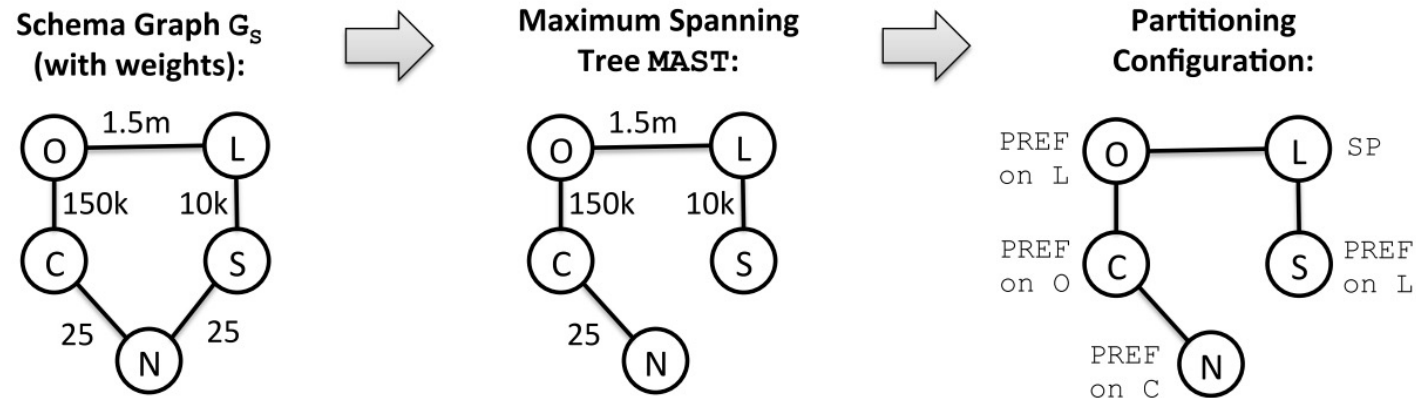 Schema Graph GS
(with weights):
O
1.5m
L
150k
10k
C
S
25
25
N
Maximum Spanning
Tree MAST:
O
1.5m
L
150k
10k
C
S
25
N
Partitioning
Configuration:
PREF
on L
O
L
SP
PREF
on O
C
S
PREF
on L
PREF
on C
N